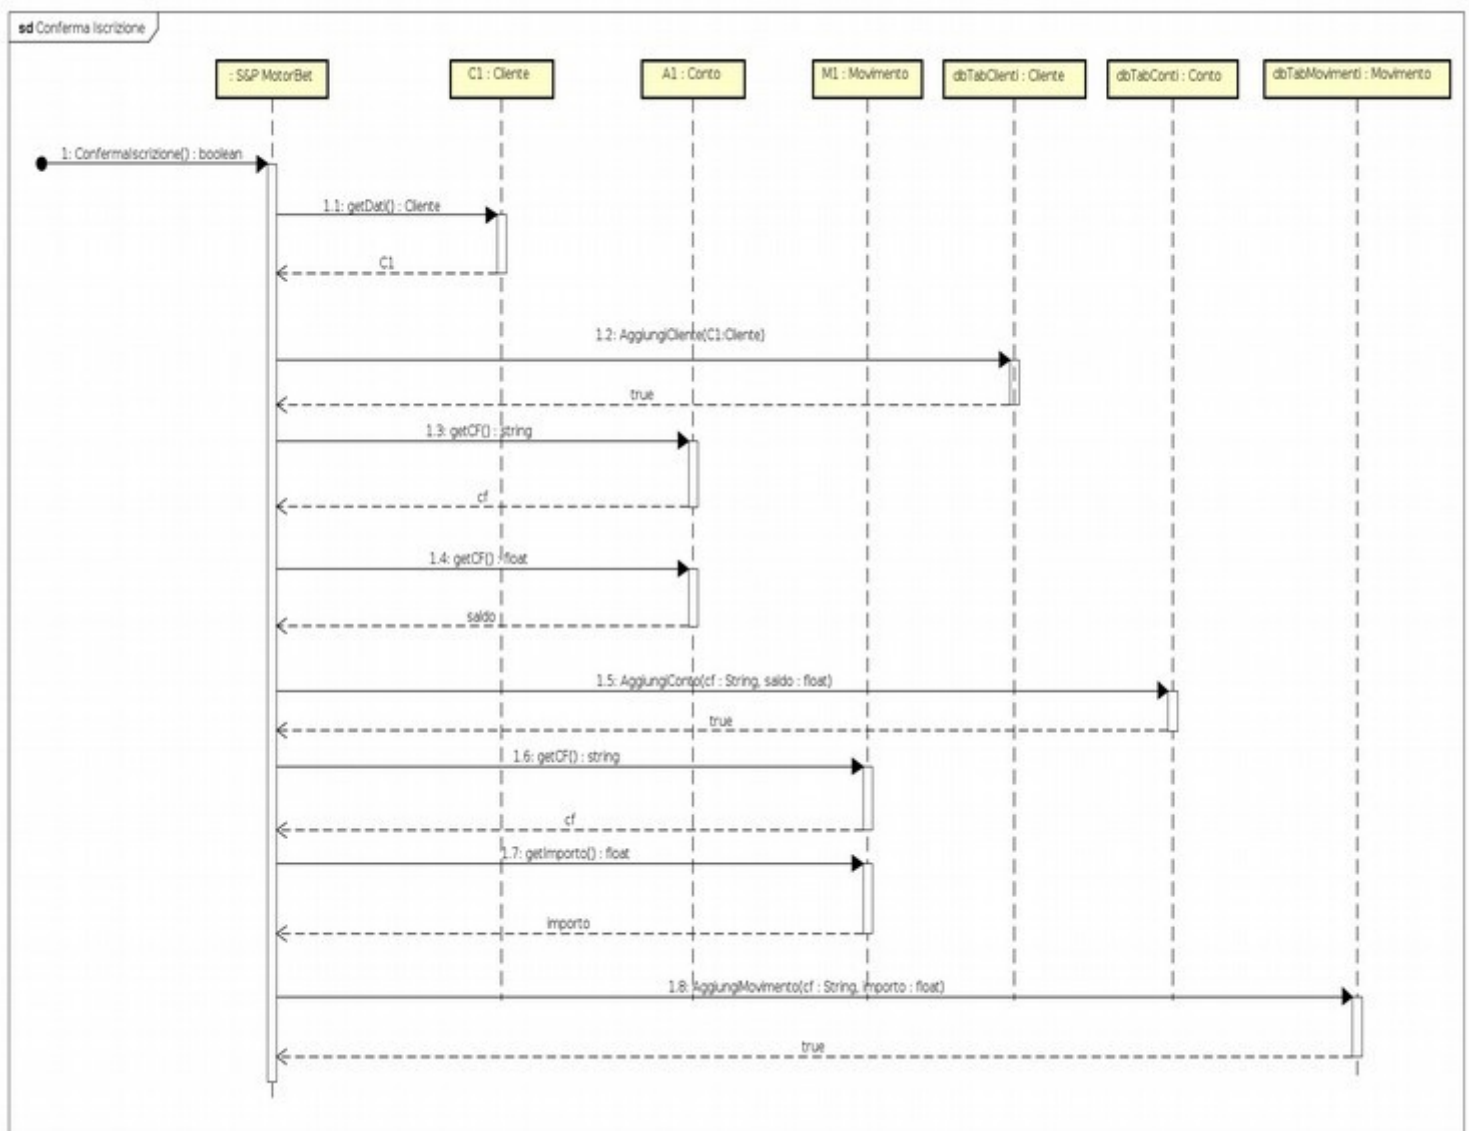 sd Conferma Iscrizione
: S&P MotorBet
C1 : Cliente
A1 : Conto
M1 : Movimento
dbTabClienti : Cliente
dbTabConti : Conto
dbTabMovimenti : Movimento
1: ConfermaIscrizione() : boolean
1.1: getDati() : Cliente
C1
1.2: AggiungiCliente(C1:Cliente)
true
1.3: getCF() : string
cf
1.4: getCF() : float
saldo
1.5: AggiungiConto(cf : String, saldo : float)
true
1.6: getCF() : string
cf
1.7: getImporto() : float
importo
1.8: AggiungiMovimento(cf : String, importo : float)
true